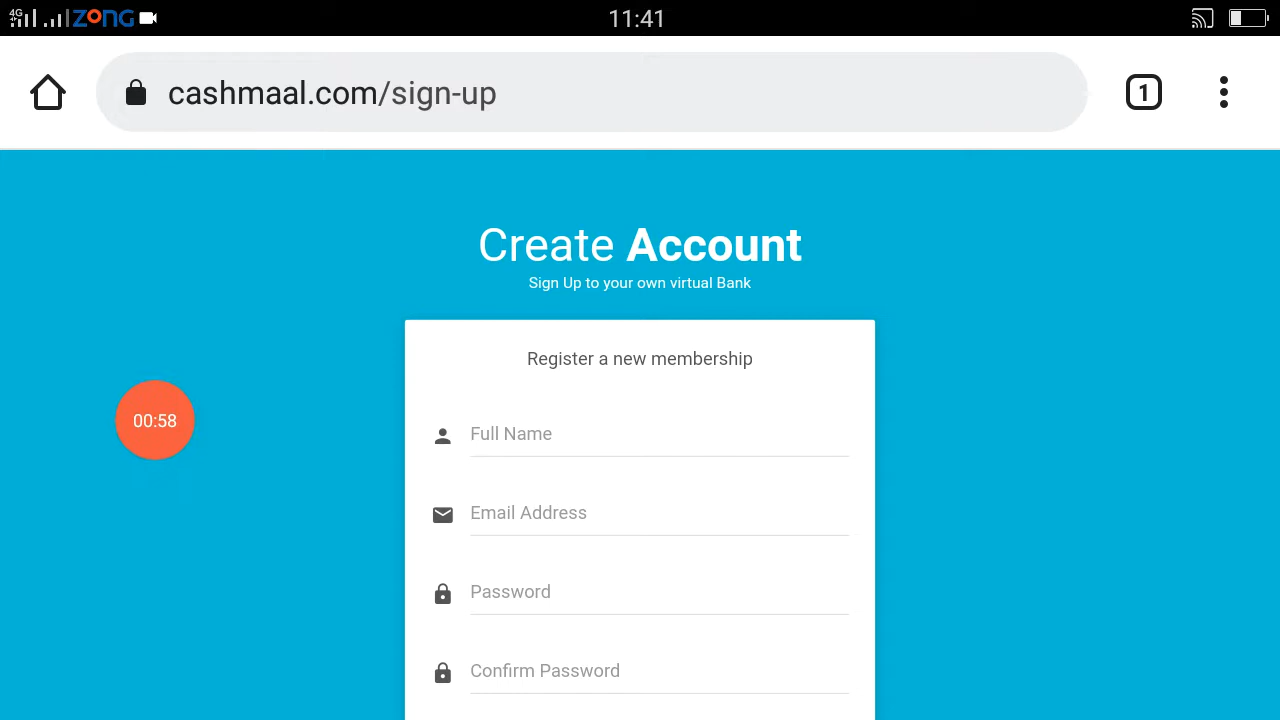 4G ZONG 11:41
cashmaal.com/sign-up 1
Create Account
Sign Up to your own virtual Bank
Register a new membership
Full Name
00:58
Email Address
Password
Confirm Password